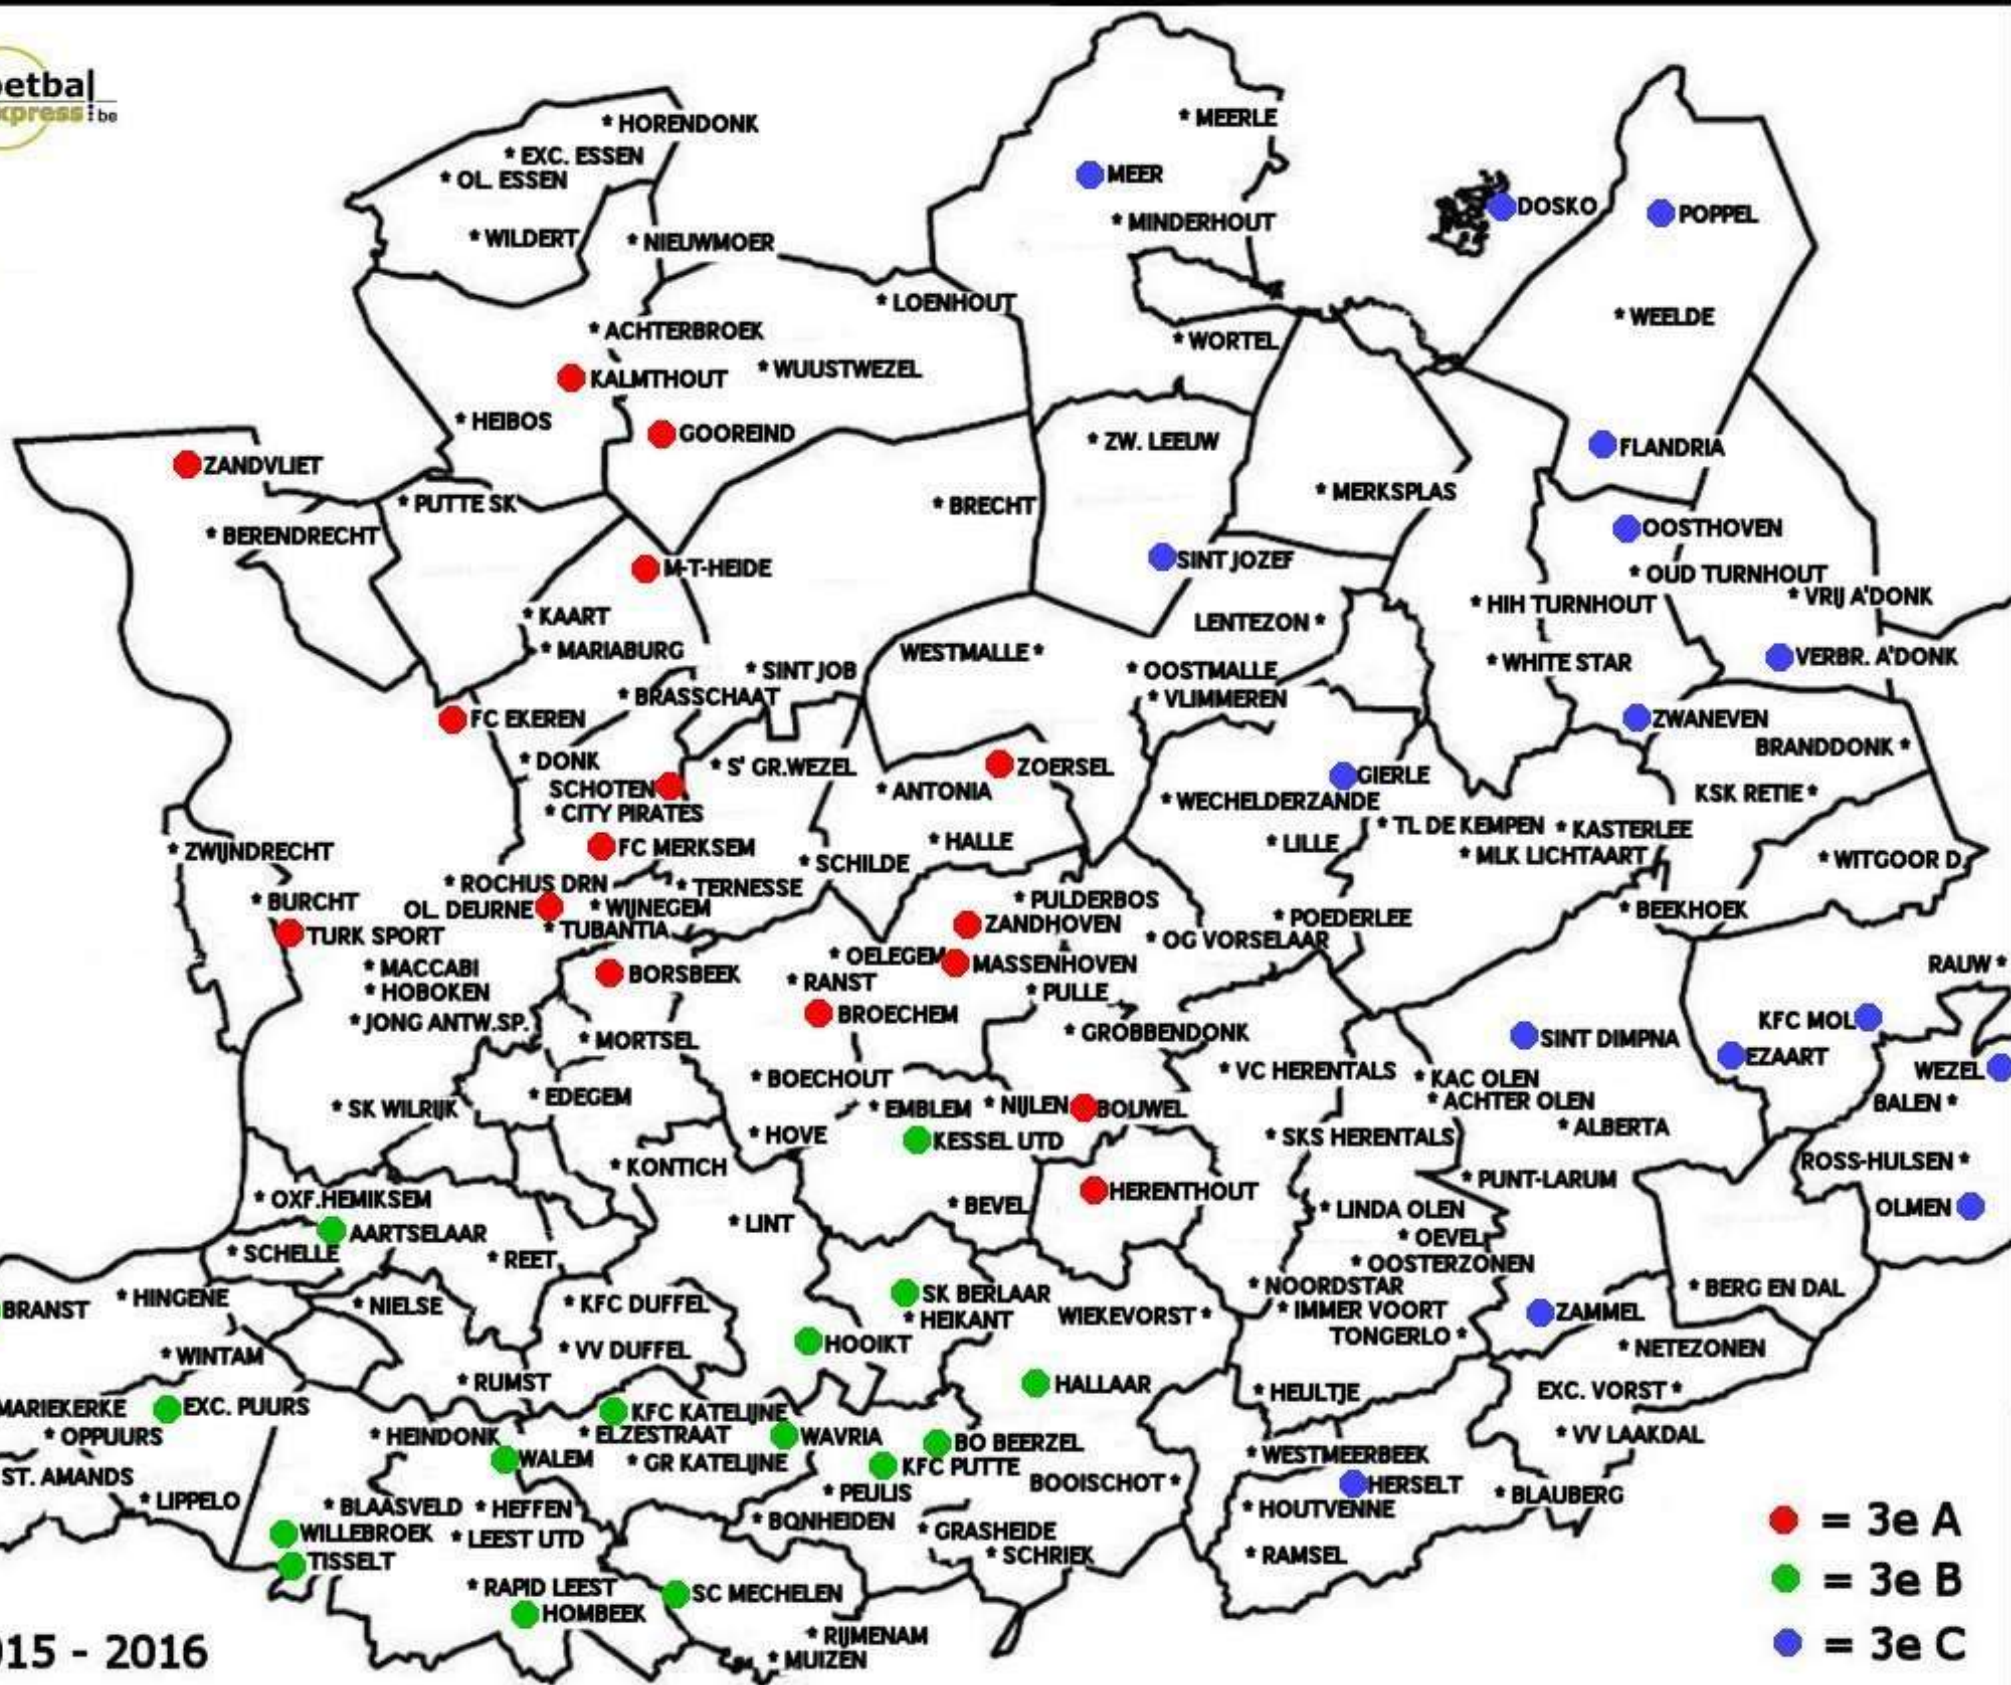 etbal
xpress.be
* HORENDONK
* EXC. ESSEN
* OL. ESSEN
* WILDERT
* NIEUWMOER
* MEERLE
MEER
* MINDERHOUT
DOSKO
POPPEL
* LOENHOUT
* WEELDE
* ACHTERBROEK
* WORTEL
KALMTHOUT
* WUUSTWEZEL
* HEIBOS
GOOREIND
* ZW. LEEUW
FLANDRIA
ZANDVLIET
* PUTTE SK
* BRECHT
* MERKSPLAS
* BERENDRECHT
OOSTHOVEN
M-T-HEIDE
SINT JOZEF
* OUD TURNHOUT
* VRIJ A'DONK
* KAART
LENTEZON *
* HIH TURNHOUT
* MARIABURG
WESTMALLE *
* SINT JOB
* OOSTMALLE
* WHITE STAR
VERBR. A'DONK
* BRASSCHAAT
* VLIMMEREN
FC EKEREN
ZWANEVEN
BRANDDONK *
* DONK
* S' GR.WEZEL
ZOERSEL
GIERLE
SCHOTEN
* ANTONIA
* WECHELDERZANDE
KSK RETIE *
* CITY PIRATES
* TL DE KEMPEN
* KASTERLEE
FC MERKSEM
* HALLE
* LILLE
* MLK LICHTAART
* WITGOOR D.
* ZWIJNDRECHT
* SCHILDE
* ROCHUS DRN
* TERNESSE
* BURCHT
OL. DEURNE
* WIJNEGEM
* PULDERBOS
* POEDERLEE
* BEEKHOEK
TURK SPORT
* TUBANTIA
ZANDHOVEN
* OG VORSELAAR
* OELEGEM
MASSENHOVEN
RAUW *
* MACCABI
BORSBEEK
* RANST
* HOBOKEN
* PULLE
* JONG ANTW.SP.
BROECHEM
KFC MOL
* MORTSEL
* GROBBENDONK
SINT DIMPNA
EZAART
* BOECHOUT
* VC HERENTALS
* KAC OLEN
WEZEL
* EDEGEM
* ACHTER OLEN
BALEN *
* SK WILRIJK
* EMBLEM
* NIJLEN
BOUWEL
* ALBERTA
* HOVE
KESSEL UTD
* SKS HERENTALS
* KONTICH
ROSS-HULSEN *
* PUNT-LARUM
* OXF.HEMIKSEM
HERENTHOUT
OLMEN
* BEVEL
* LINDA OLEN
* LINT
AARTSELAAR
* OEVEL
* SCHELLE
* REET
* OOSTERZONEN
* HINGENE
* NOORDSTAR
* BERG EN DAL
SK BERLAAR
BRANST
* NIELSE
* KFC DUFFEL
* HEIKANT
WIEKEVORST *
* IMMER VOORT
ZAMMEL
TONGERLO *
HOOIKT
* WINTAM
* VV DUFFEL
* NETEZONEN
* RUMST
HALLAAR
* HEULTJE
EXC. VORST *
MARIEKERKE
EXC. PUURS
KFC KATELIJNE
* OPPUURS
* HEINDONK
* ELZESTRAAT
WAVRIA
BO BEERZEL
* VV LAAKDAL
WALEM
* GR KATELIJNE
KFC PUTTE
* WESTMEERBEEK
ST. AMANDS
BOOISCHOT *
HERSELT
* LIPPELO
* PEULIS
* BLAUBERG
* BLAASVELD
* HEFFEN
* HOUTVENNE
* BONHEIDEN
WILLEBROEK
* LEEST UTD
* GRASHEIDE
TISSELT
* SCHRIEK
* RAMSEL
* RAPID LEEST
SC MECHELEN
HOMBEEK
* RIJMENAM
* MUIZEN
= 3e A
= 3e B
= 3e C
015 - 2016